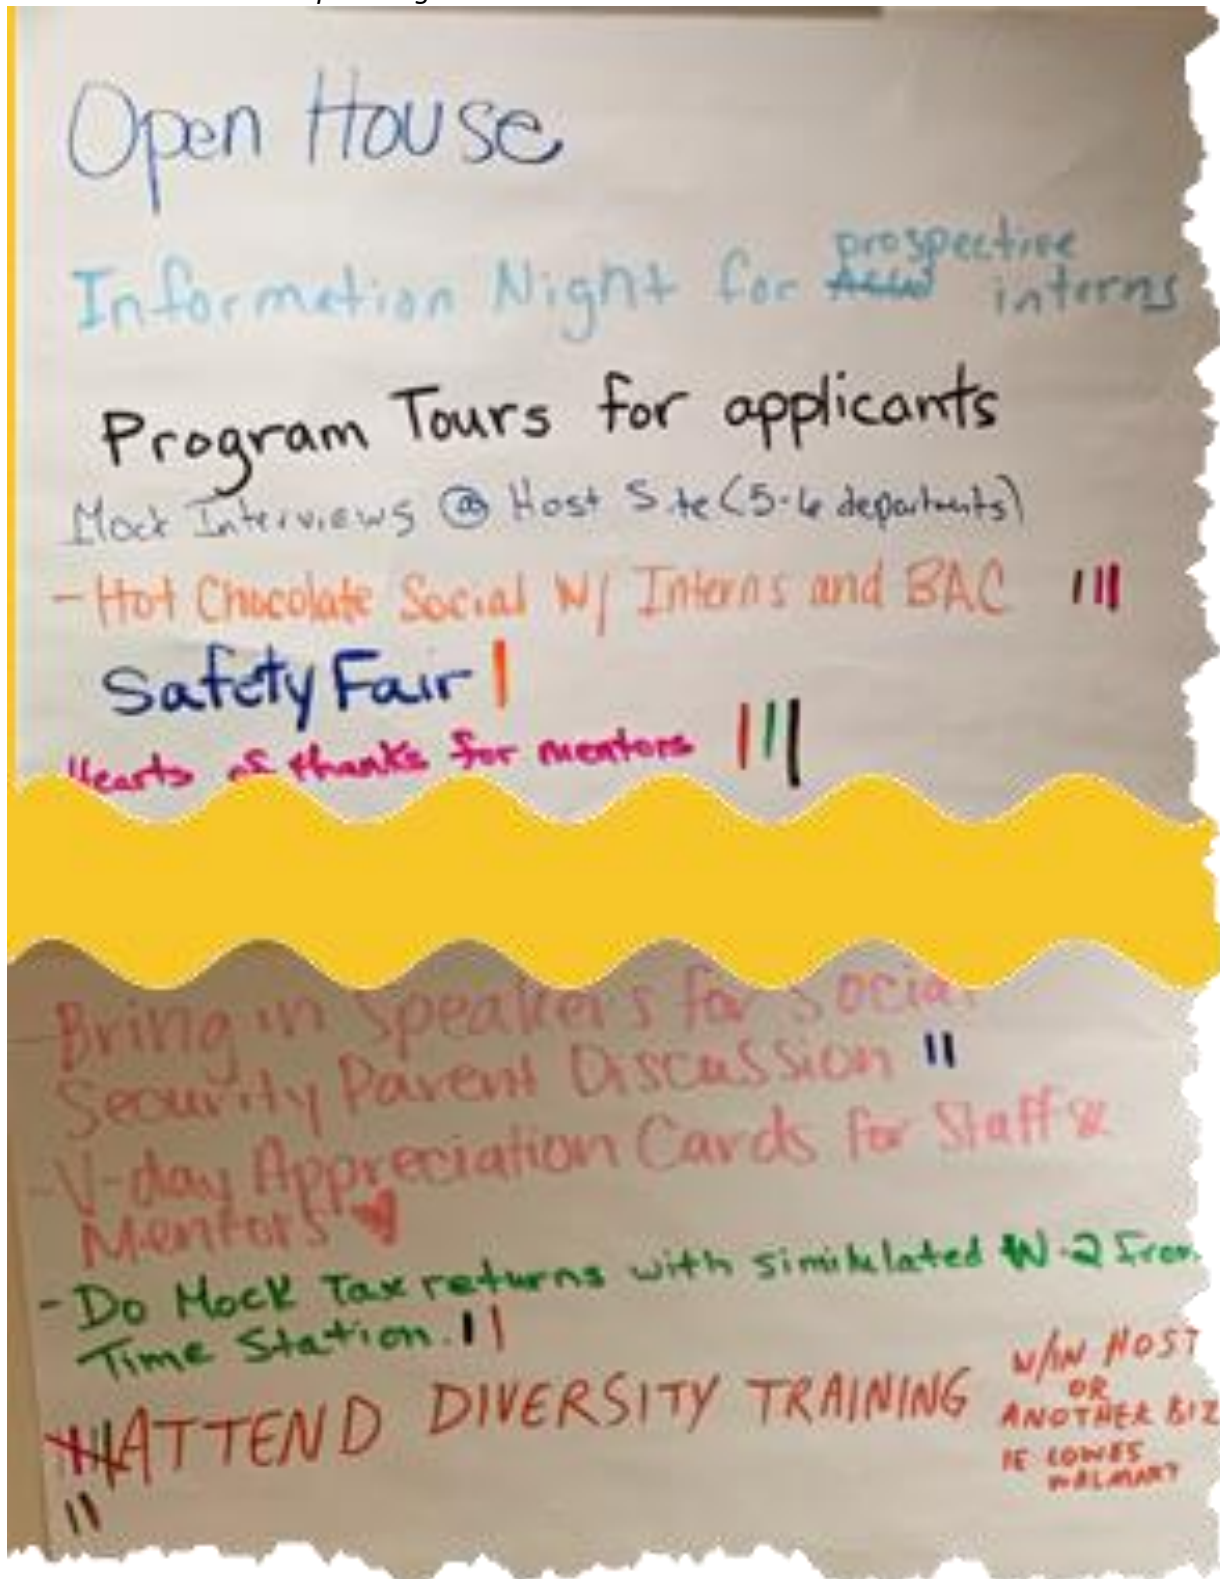 Open House
prospective
Information Night for interns
Program Tours for applicants
Mock Interviews @ Host Site (5-6 departments)
- Hot Chocolate Social w/ Interns and BAC
Safety Fair
Hearts of thanks for mentors
- Bring in Speakers for Social
Security Parent Discussion
- V-day Appreciation Cards for Staff &
Mentors
- Do Mock Tax returns with simiulated W-2 From
Time Station.
ATTEND DIVERSITY TRAINING
W/IN HOST
OR
ANOTHER BIZ
IE LOWES
WALMART